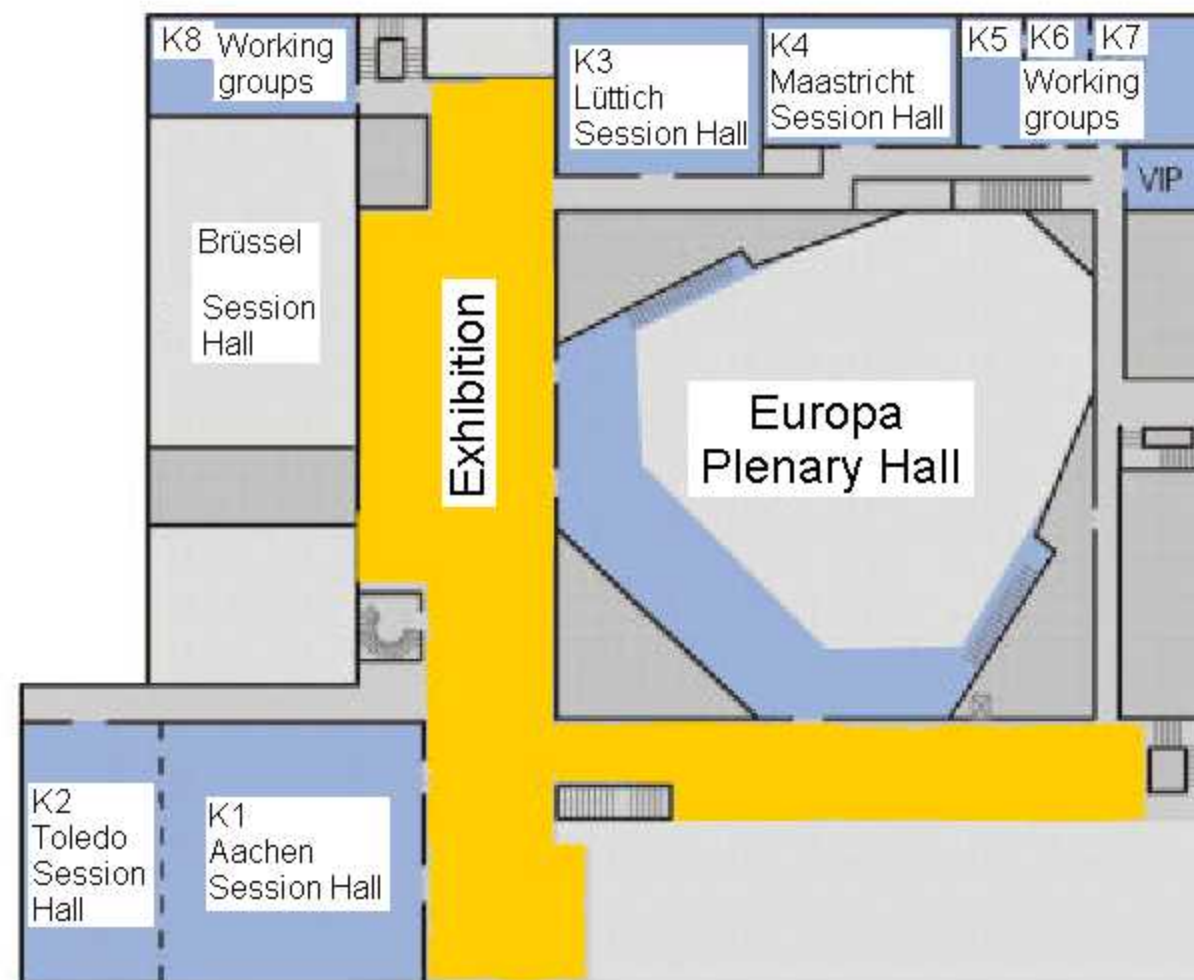 K8 Working
groups
K3
Lüttich
Session Hall
K4
Maastricht
Session Hall
K5 K6 K7
Working
groups
VIP
Brüssel
Session
Hall
Exhibition
Europa
Plenary Hall
K2
Toledo
Session
Hall
K1
Aachen
Session Hall